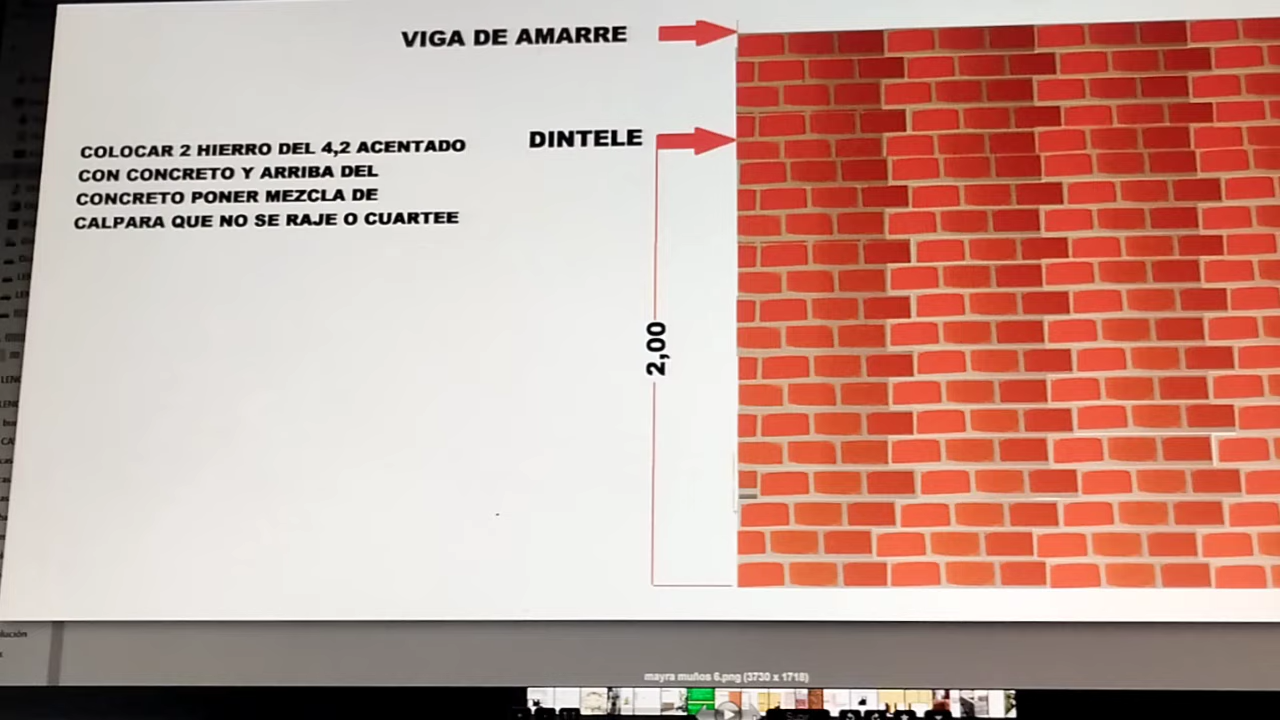 VIGA DE AMARRE
DINTELE
COLOCAR 2 HIERRO DEL 4,2 ACENTADO
CON CONCRETO Y ARRIBA DEL
CONCRETO PONER MEZCLA DE
CALPARA QUE NO SE RAJE O CUARTEE
2,00
mayra muños 6.png (3730 x 1718)